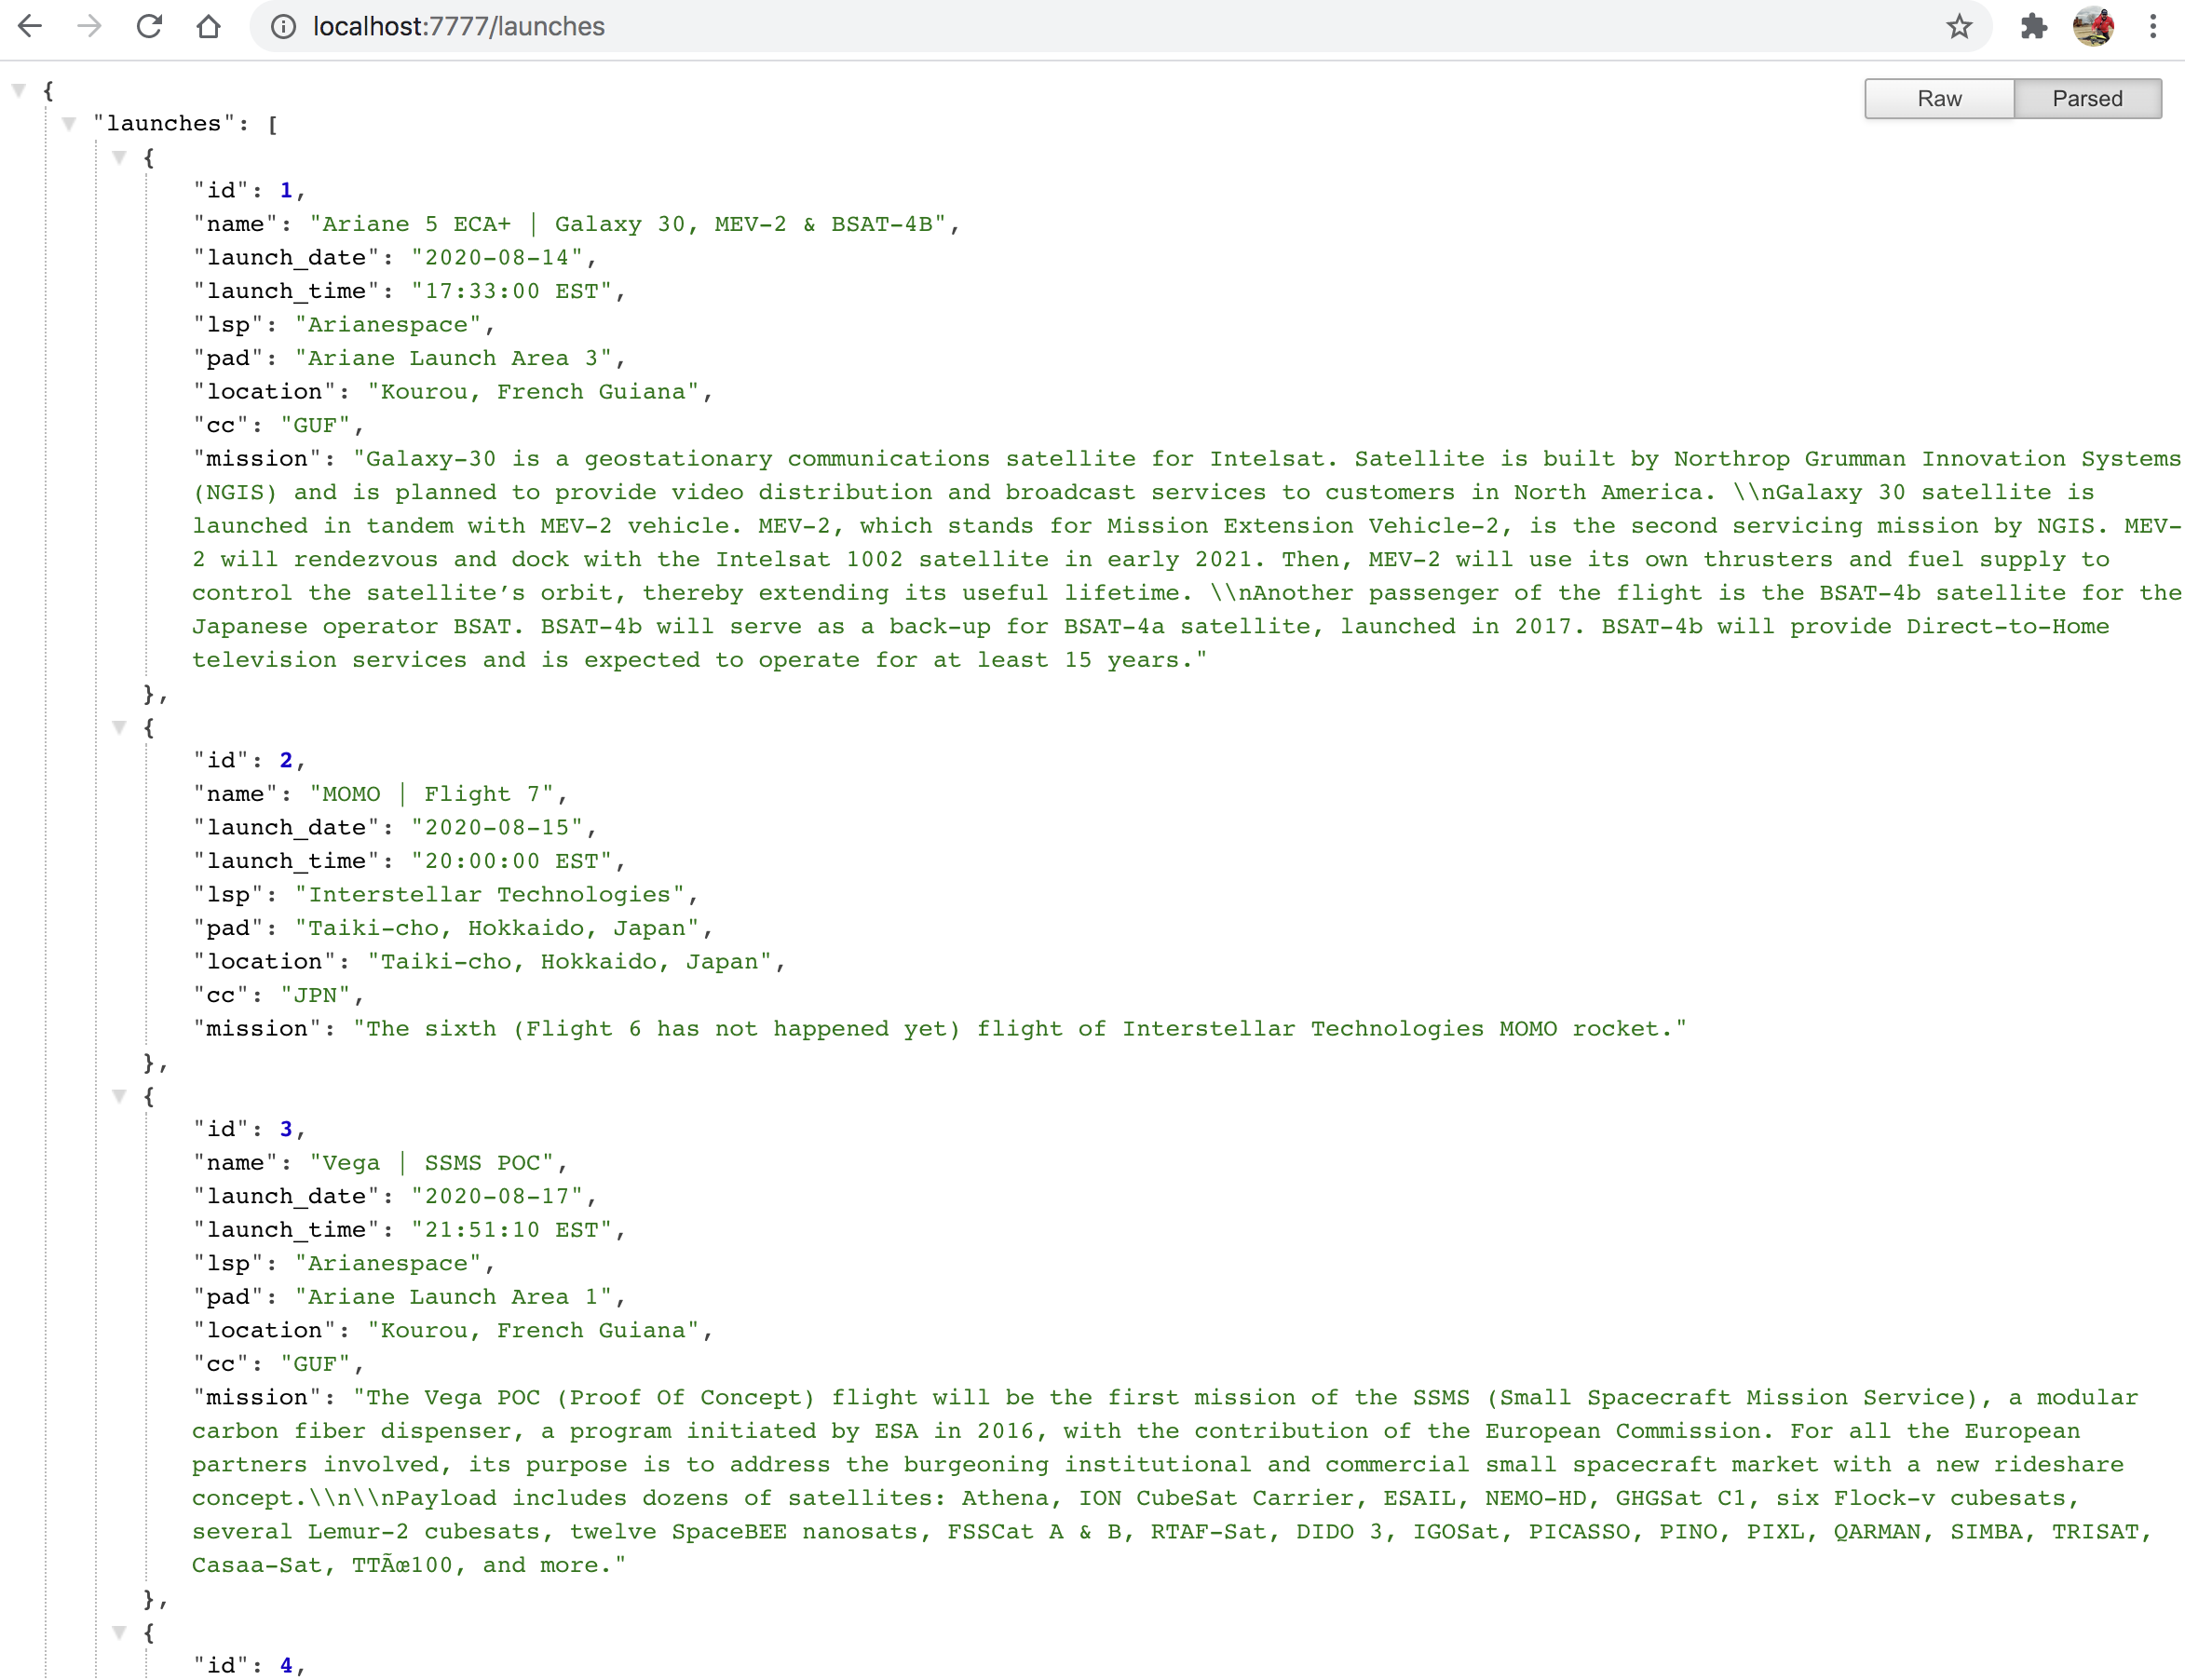 localhost:7777/launches
Raw Parsed
{
"launches": [
{
"id": 1,
"name": "Ariane 5 ECA+ | Galaxy 30, MEV-2 & BSAT-4B",
"launch_date": "2020-08-14",
"launch_time": "17:33:00 EST",
"lsp": "Arianespace",
"pad": "Ariane Launch Area 3",
"location": "Kourou, French Guiana",
"cc": "GUF",
"mission": "Galaxy-30 is a geostationary communications satellite for Intelsat. Satellite is built by Northrop Grumman Innovation Systems
(NGIS) and is planned to provide video distribution and broadcast services to customers in North America. \\nGalaxy 30 satellite is
launched in tandem with MEV-2 vehicle. MEV-2, which stands for Mission Extension Vehicle-2, is the second servicing mission by NGIS. MEV-
2 will rendezvous and dock with the Intelsat 1002 satellite in early 2021. Then, MEV-2 will use its own thrusters and fuel supply to
control the satellite’s orbit, thereby extending its useful lifetime. \\nAnother passenger of the flight is the BSAT-4b satellite for the
Japanese operator BSAT. BSAT-4b will serve as a back-up for BSAT-4a satellite, launched in 2017. BSAT-4b will provide Direct-to-Home
television services and is expected to operate for at least 15 years."
},
{
"id": 2,
"name": "MOMO | Flight 7",
"launch_date": "2020-08-15",
"launch_time": "20:00:00 EST",
"lsp": "Interstellar Technologies",
"pad": "Taiki-cho, Hokkaido, Japan",
"location": "Taiki-cho, Hokkaido, Japan",
"cc": "JPN",
"mission": "The sixth (Flight 6 has not happened yet) flight of Interstellar Technologies MOMO rocket."
},
{
"id": 3,
"name": "Vega | SSMS POC",
"launch_date": "2020-08-17",
"launch_time": "21:51:10 EST",
"lsp": "Arianespace",
"pad": "Ariane Launch Area 1",
"location": "Kourou, French Guiana",
"cc": "GUF",
"mission": "The Vega POC (Proof Of Concept) flight will be the first mission of the SSMS (Small Spacecraft Mission Service), a modular
carbon fiber dispenser, a program initiated by ESA in 2016, with the contribution of the European Commission. For all the European
partners involved, its purpose is to address the burgeoning institutional and commercial small spacecraft market with a new rideshare
concept.\\n\\nPayload includes dozens of satellites: Athena, ION CubeSat Carrier, ESAIL, NEMO-HD, GHGSat C1, six Flock-v cubesats,
several Lemur-2 cubesats, twelve SpaceBEE nanosats, FSSCat A & B, RTAF-Sat, DIDO 3, IGOSat, PICASSO, PINO, PIXL, QARMAN, SIMBA, TRISAT,
Casaa-Sat, TTÃœ100, and more."
},
{
"id": 4,